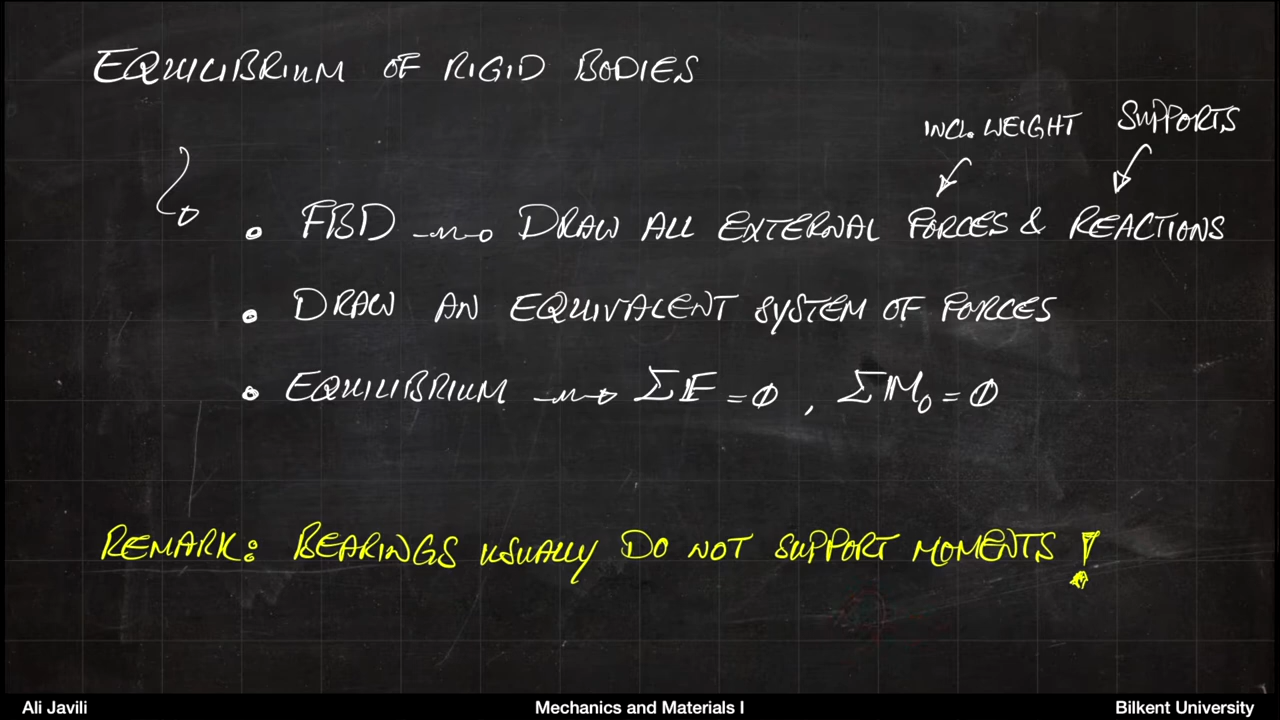 EQUILIBRIUM OF RIGID BODIES
INCL. WEIGHT SUPPORTS
• FBD → DRAW ALL EXTERNAL FORCES & REACTIONS
• DRAW AN EQUIVALENT SYSTEM OF FORCES
• EQUILIBRIUM → ΣF = 0 , ΣM₀ = 0
REMARK: BEARINGS USUALLY DO NOT SUPPORT MOMENTS !
Ali Javili Mechanics and Materials I Bilkent University